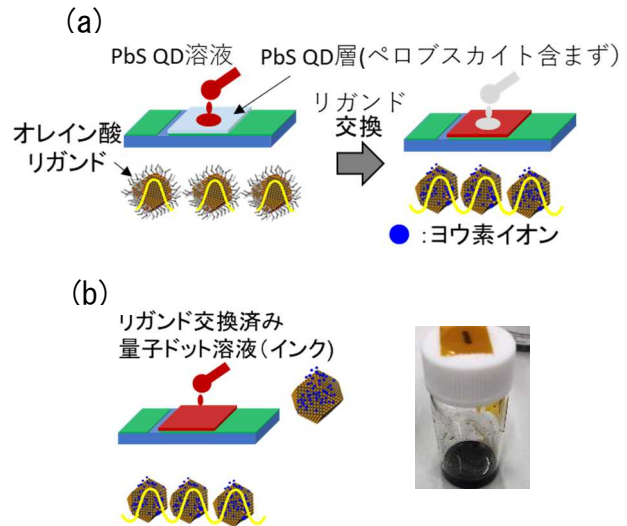 (a)
PbS QD溶液
PbS QD層(ペロブスカイト含まず)
リガンド
交換
オレイン酸
リガンド
:ヨウ素イオン
(b)
リガンド交換済み
量子ドット溶液(インク)